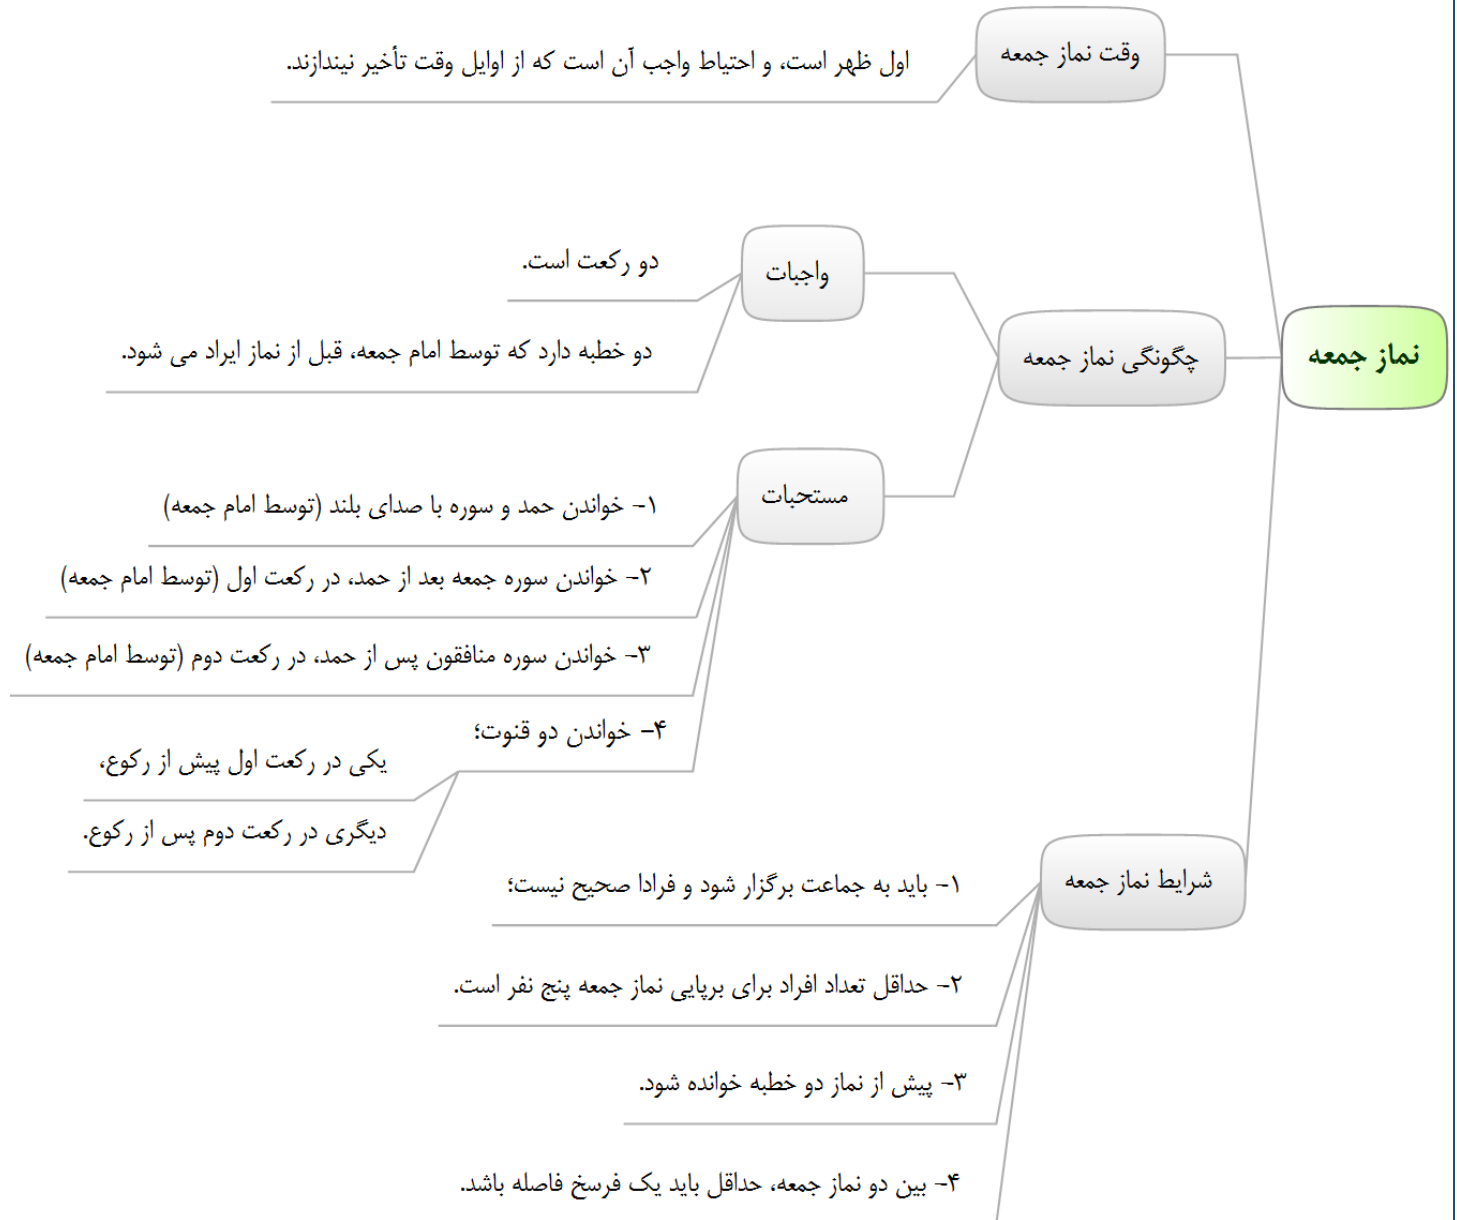 نماز جمعه
وقت نماز جمعه
اول ظهر است، و احتیاط واجب آن است که از اوایل وقت تأخیر نیندازند.
چگونگی نماز جمعه
واجبات
دو رکعت است.
دو خطبه دارد که توسط امام جمعه، قبل از نماز ایراد می شود.
مستحبات
۱- خواندن حمد و سوره با صدای بلند (توسط امام جمعه)
۲- خواندن سوره جمعه بعد از حمد، در رکعت اول (توسط امام جمعه)
۳- خواندن سوره منافقون پس از حمد، در رکعت دوم (توسط امام جمعه)
۴- خواندن دو قنوت؛
یکی در رکعت اول پیش از رکوع،
دیگری در رکعت دوم پس از رکوع.
شرایط نماز جمعه
۱- باید به جماعت برگزار شود و فرادا صحیح نیست؛
۲- حداقل تعداد افراد برای برپایی نماز جمعه پنج نفر است.
۳- پیش از نماز دو خطبه خوانده شود.
۴- بین دو نماز جمعه، حداقل باید یک فرسخ فاصله باشد.